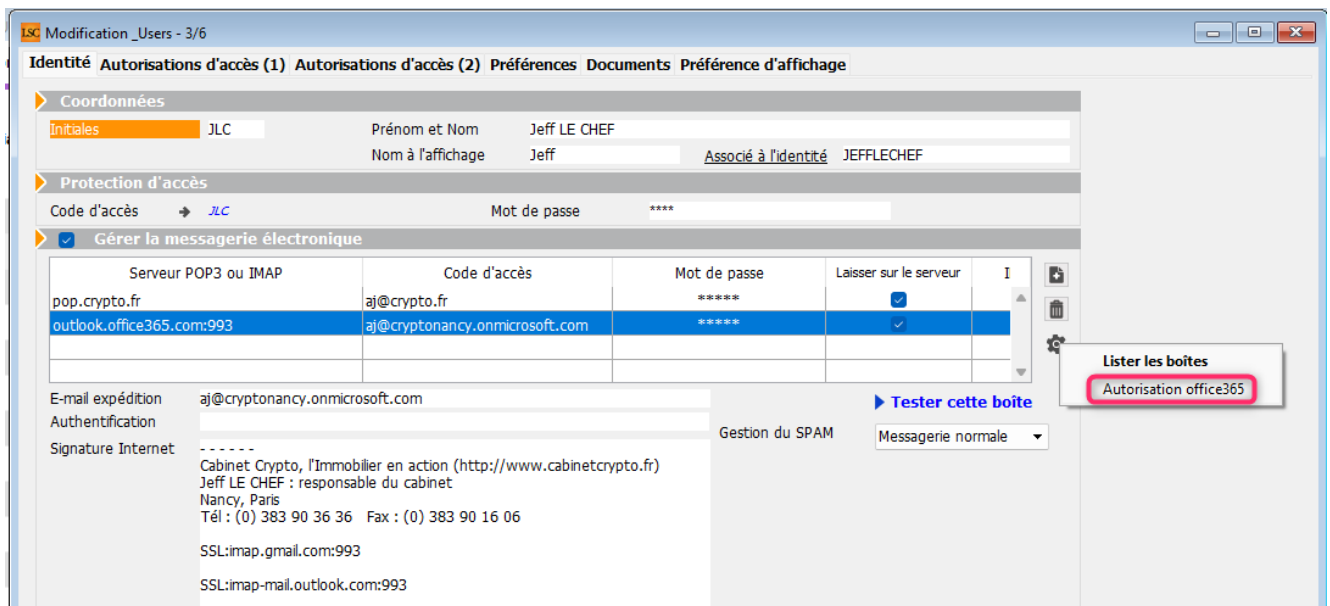 LSC Modification _Users - 3/6
Identité Autorisations d'accès (1) Autorisations d'accès (2) Préférences Documents Préférence d'affichage
Coordonnées
Initiales JLC Prénom et Nom Jeff LE CHEF
Nom à l'affichage Jeff Associé à l'identité JEFFLECHEF
Protection d'accès
Code d'accès JLC Mot de passe ****
Gérer la messagerie électronique
Serveur POP3 ou IMAP Code d'accès Mot de passe Laisser sur le serveur I
pop.crypto.fr aj@crypto.fr *****
outlook.office365.com:993 aj@cryptonancy.onmicrosoft.com *****
Lister les boîtes
Autorisation office365
E-mail expédition aj@cryptonancy.onmicrosoft.com Tester cette boîte
Authentification
Gestion du SPAM Messagerie normale
Signature Internet - - - - - -
Cabinet Crypto, l'Immobilier en action (http://www.cabinetcrypto.fr)
Jeff LE CHEF : responsable du cabinet
Nancy, Paris
Tél : (0) 383 90 36 36 Fax : (0) 383 90 16 06
SSL:imap.gmail.com:993
SSL:imap-mail.outlook.com:993